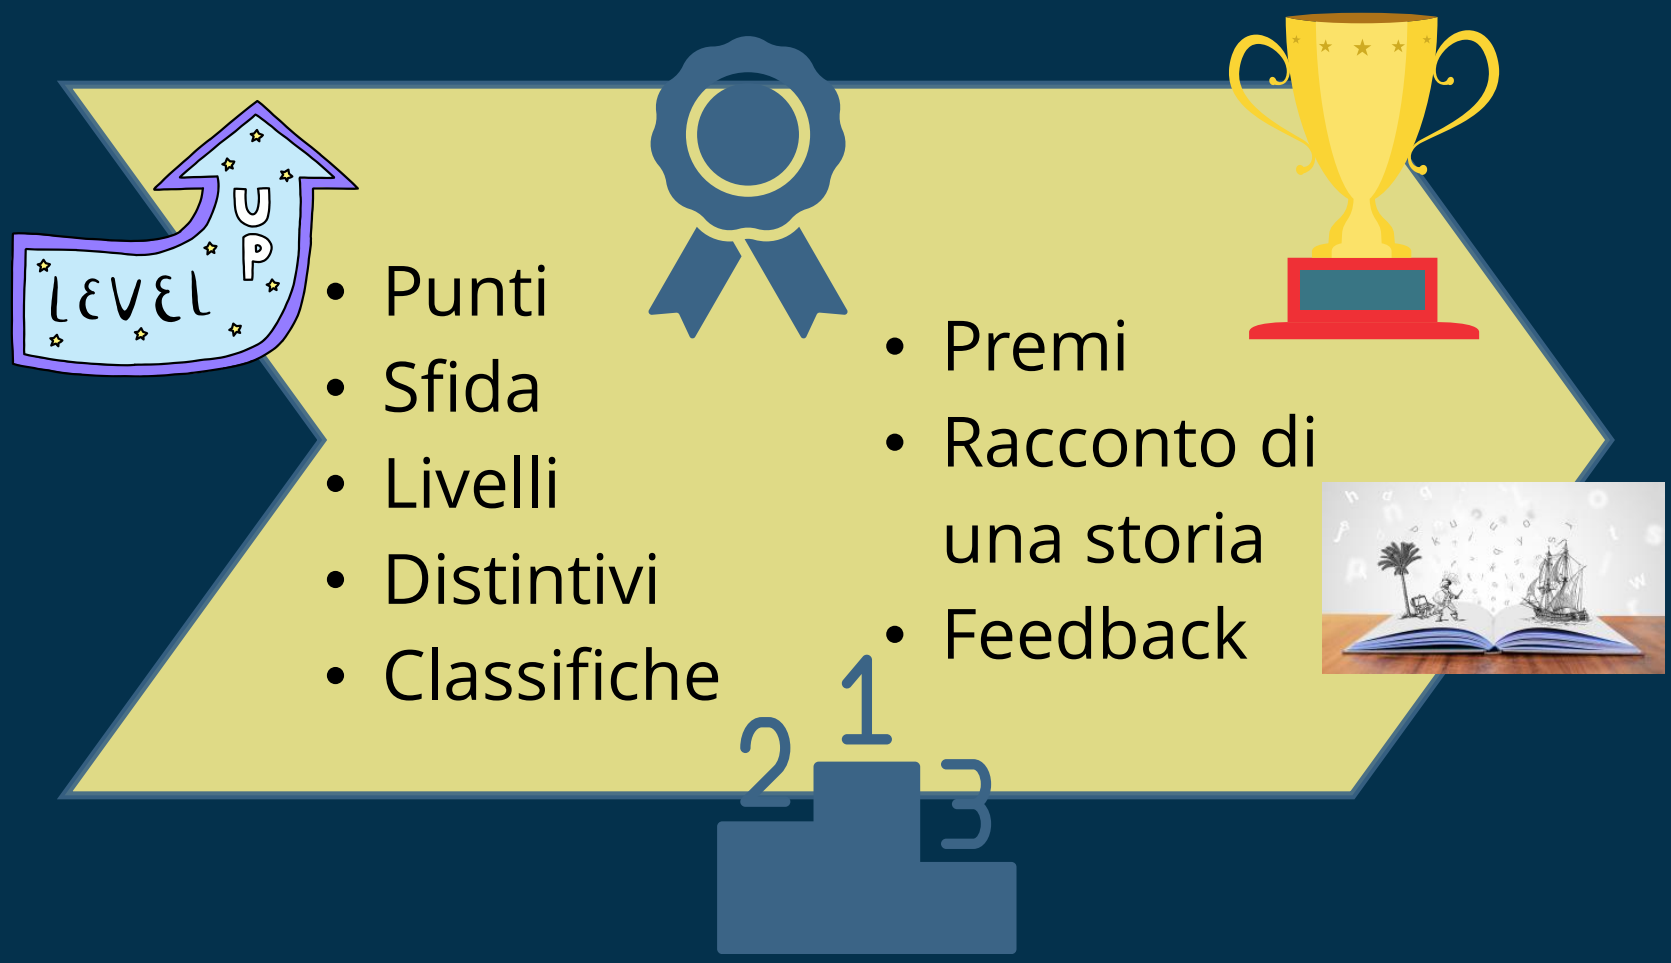 LEVEL
UP
• Punti
• Sfida
• Livelli
• Distintivi
• Classifiche
• Premi
• Racconto di
una storia
• Feedback
1
2
3